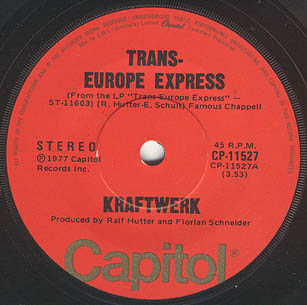 TRANS-
EUROPE EXPRESS
(From the LP "Trans-Europe Express" –
ST-11603) (R. Hutter-E. Schult) Famous Chappell
STEREO
℗ 1977 Capitol
Records Inc.
45 R.P.M.
CP-11527
CP-11527A
(3.53)
KRAFTWERK
Produced by Ralf Hutter and Florian Schneider
Capitol®